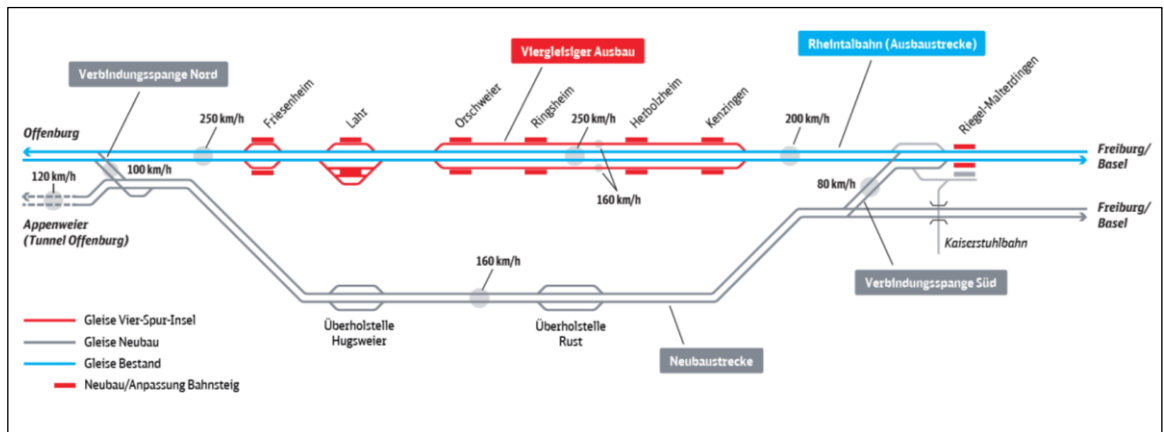 Viergleisiger Ausbau
Rheintalbahn (Ausbaustrecke)
Verbindungsspange Nord
Friesenheim
Lahr
Orschweier
Ringsheim
Herbolzheim
Kenzingen
Riegel-Malterdingen
250 km/h
250 km/h
200 km/h
Offenburg
Freiburg/
Basel
120 km/h
100 km/h
160 km/h
80 km/h
Appenweier
(Tunnel Offenburg)
Freiburg/
Basel
Kaiserstuhlbahn
160 km/h
Verbindungsspange Süd
Überholstelle
Hugsweier
Überholstelle
Rust
Neubaustrecke
Gleise Vier-Spur-Insel
Gleise Neubau
Gleise Bestand
Neubau/Anpassung Bahnsteig